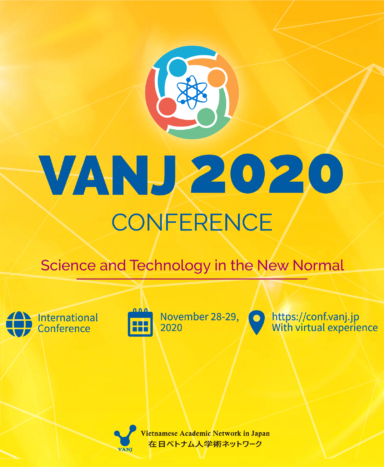 VANJ 2020
CONFERENCE
Science and Technology in the New Normal
International
Conference
November 28-29,
2020
https://conf.vanj.jp
With virtual experience
VANJ
Vietnamese Academic Network in Japan
在日ベトナム人学術ネットワーク